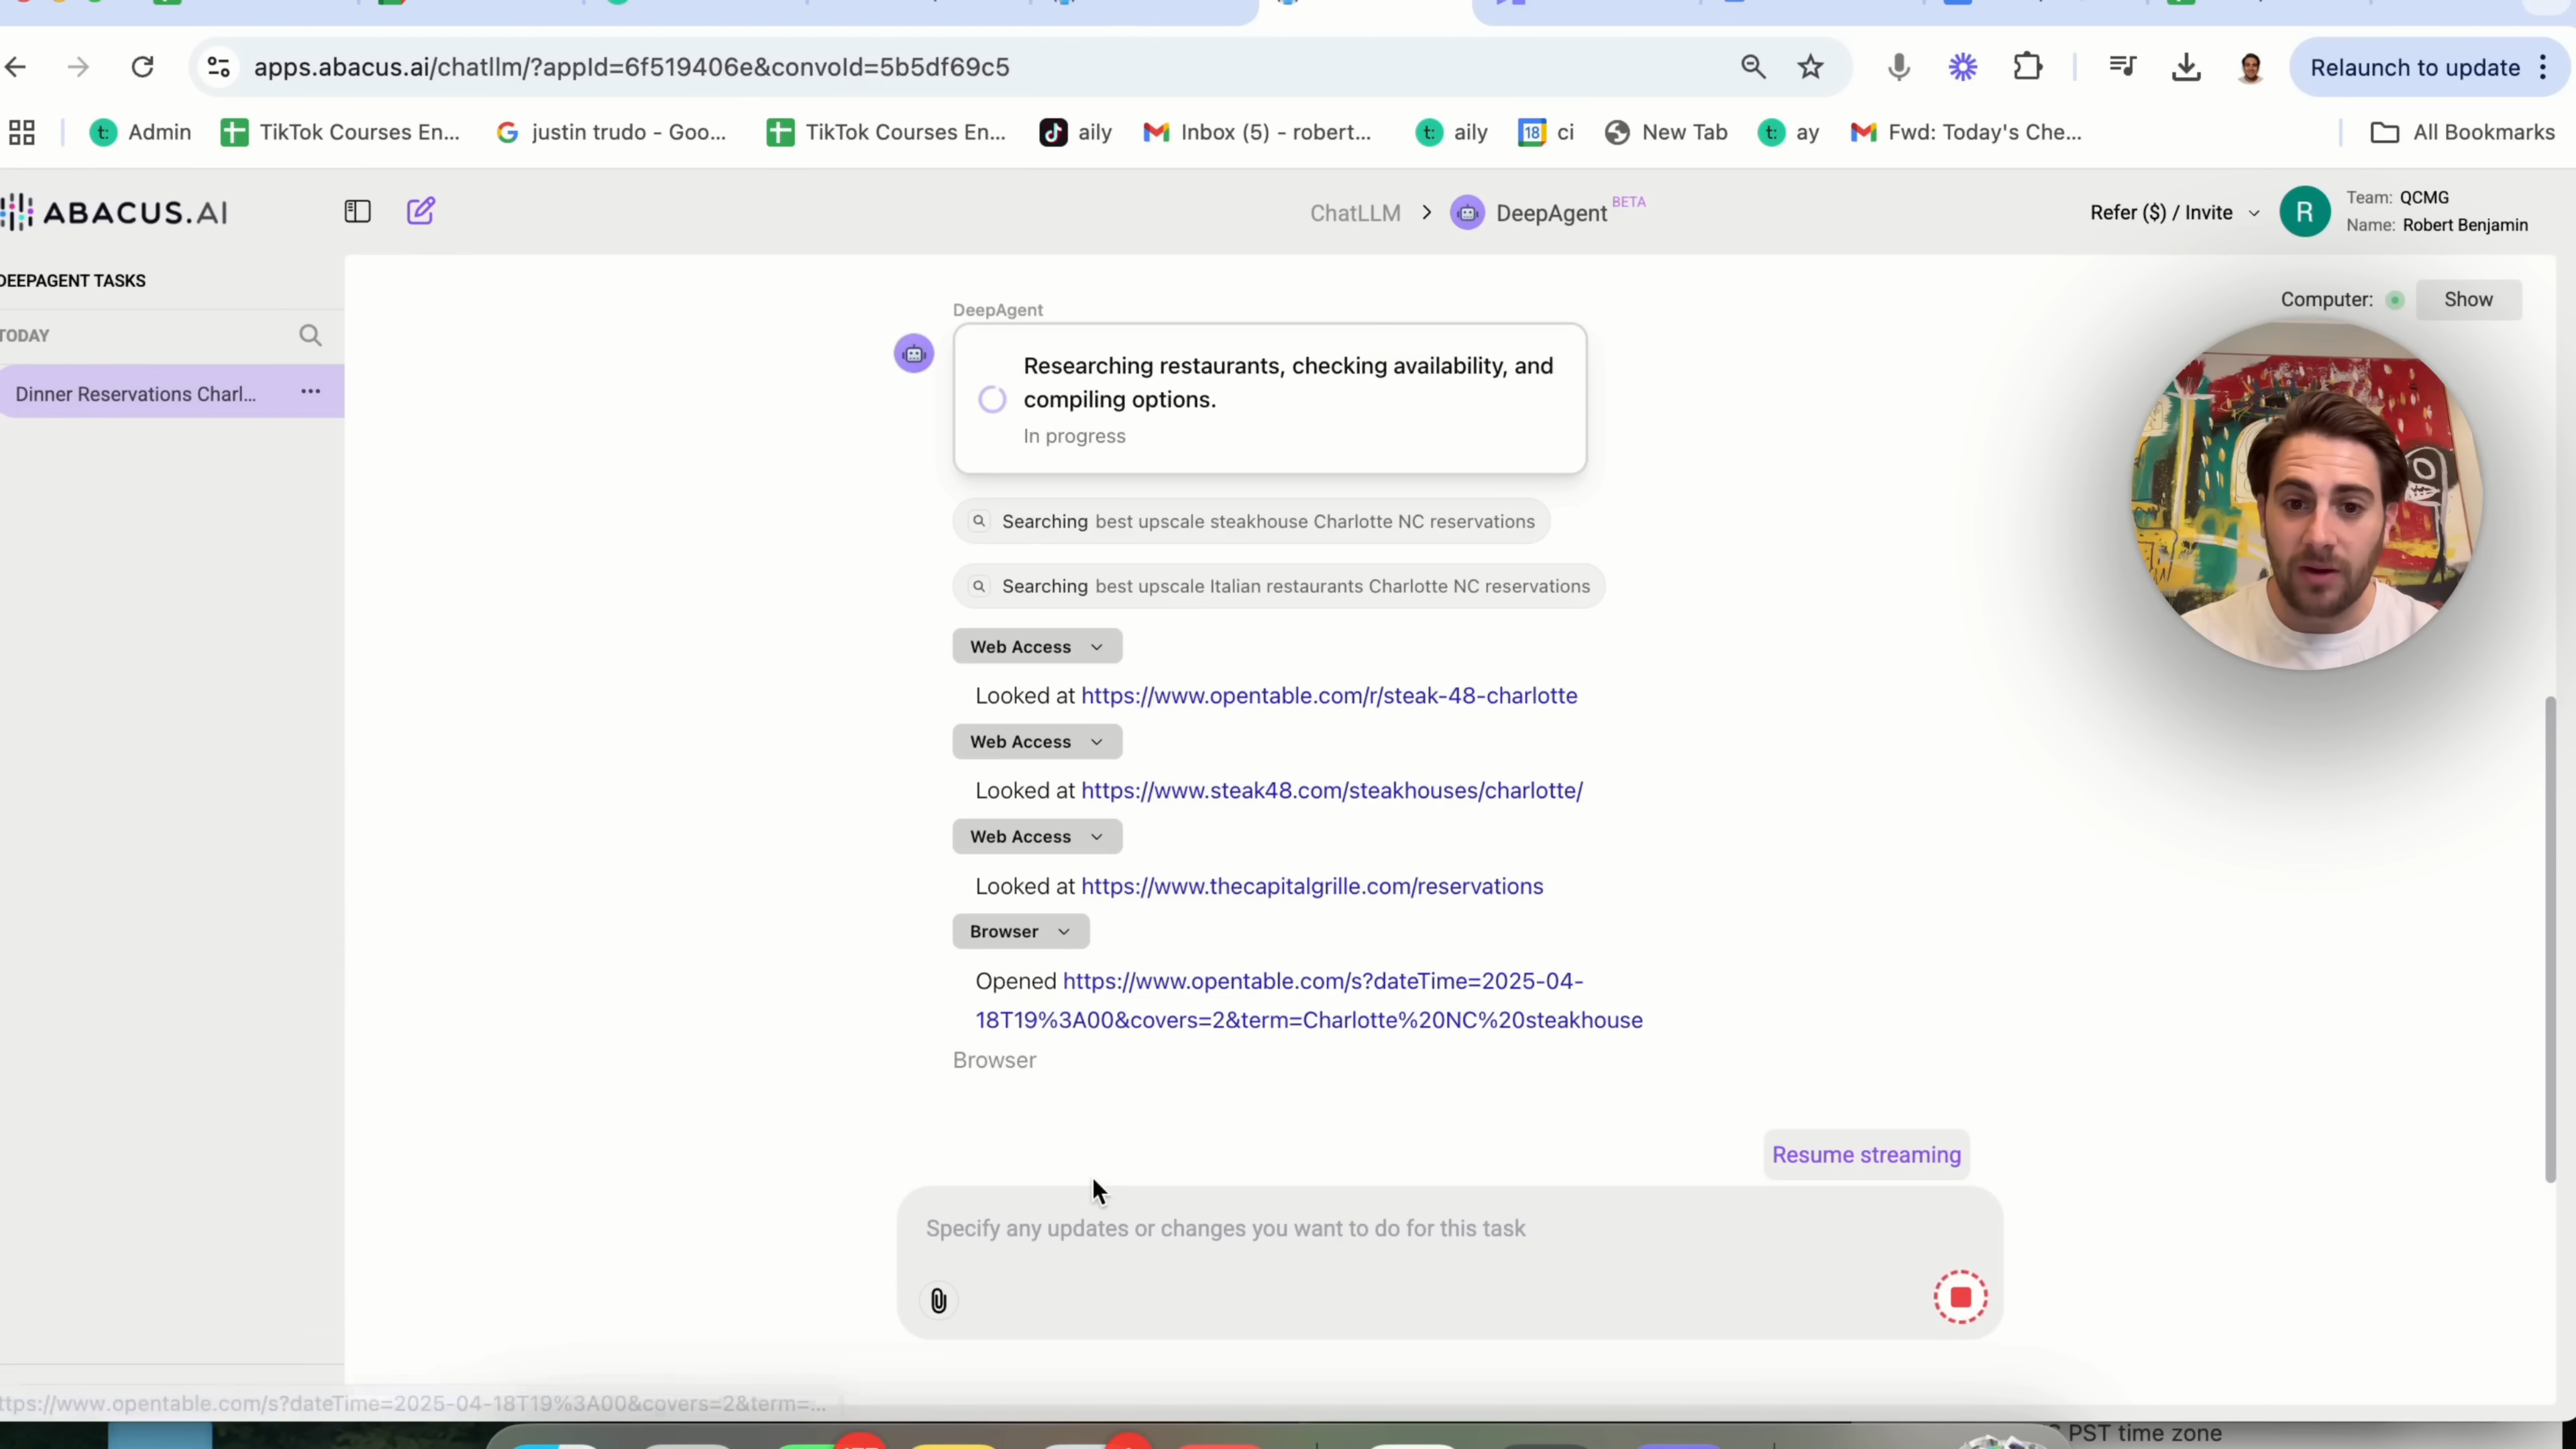 apps.abacus.ai/chatllm/?appId=6f519406e&convoId=5b5df69c5
Relaunch to update
t: Admin
TikTok Courses En...
justin trudo - Goo...
TikTok Courses En...
aily
Inbox (5) - robert...
t: aily
18 ci
New Tab
t: ay
Fwd: Today's Che...
All Bookmarks
ABACUS.AI
ChatLLM > DeepAgent BETA
Refer ($) / Invite
R
Team: QCMG
Name: Robert Benjamin
DEEPAGENT TASKS
TODAY
Dinner Reservations Charl...
Computer:
Show
DeepAgent
Researching restaurants, checking availability, and
compiling options.
In progress
Searching best upscale steakhouse Charlotte NC reservations
Searching best upscale Italian restaurants Charlotte NC reservations
Web Access
Looked at https://www.opentable.com/r/steak-48-charlotte
Web Access
Looked at https://www.steak48.com/steakhouses/charlotte/
Web Access
Looked at https://www.thecapitalgrille.com/reservations
Browser
Opened https://www.opentable.com/s?dateTime=2025-04-
18T19%3A00&covers=2&term=Charlotte%20NC%20steakhouse
Browser
Resume streaming
Specify any updates or changes you want to do for this task
ttps://www.opentable.com/s?dateTime=2025-04-18T19%3A00&covers=2&term=...
PST time zone